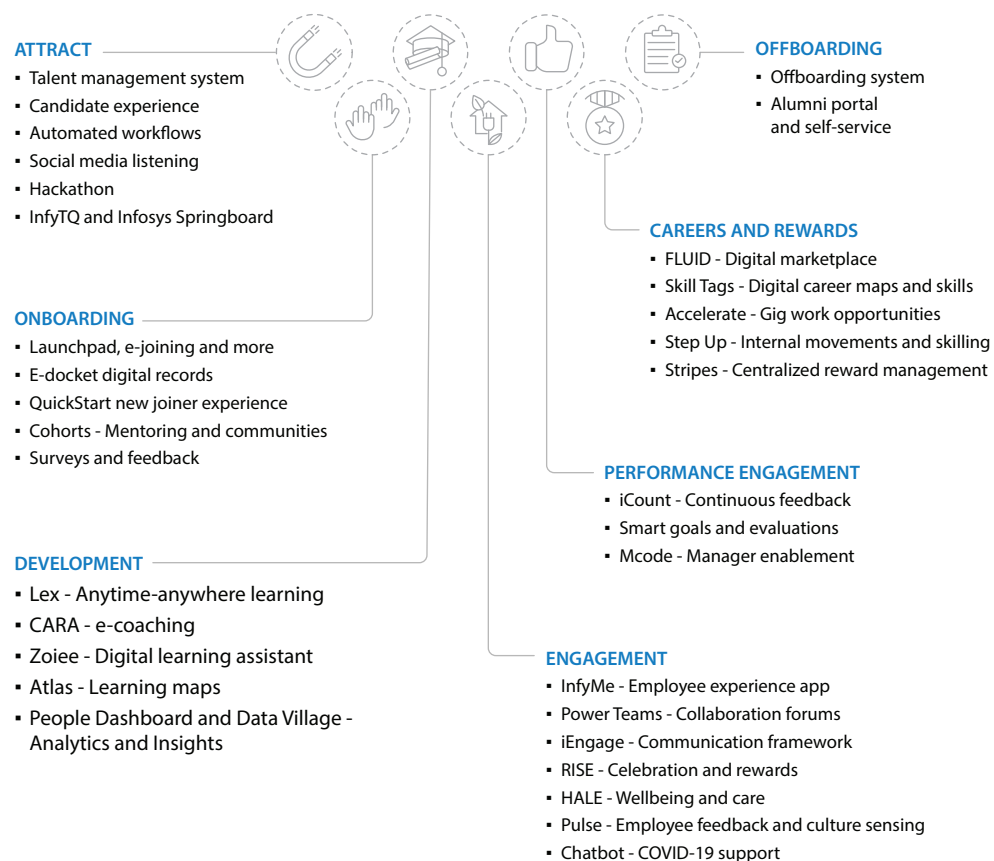 ATTRACT
▪ Talent management system
▪ Candidate experience
▪ Automated workflows
▪ Social media listening
▪ Hackathon
▪ InfyTQ and Infosys Springboard
ONBOARDING
▪ Launchpad, e-joining and more
▪ E-docket digital records
▪ QuickStart new joiner experience
▪ Cohorts - Mentoring and communities
▪ Surveys and feedback
DEVELOPMENT
▪ Lex - Anytime-anywhere learning
▪ CARA - e-coaching
▪ Zoiee - Digital learning assistant
▪ Atlas - Learning maps
▪ People Dashboard and Data Village -
Analytics and Insights
OFFBOARDING
▪ Offboarding system
▪ Alumni portal
and self-service
CAREERS AND REWARDS
▪ FLUID - Digital marketplace
▪ Skill Tags - Digital career maps and skills
▪ Accelerate - Gig work opportunities
▪ Step Up - Internal movements and skilling
▪ Stripes - Centralized reward management
PERFORMANCE ENGAGEMENT
▪ iCount - Continuous feedback
▪ Smart goals and evaluations
▪ Mcode - Manager enablement
ENGAGEMENT
▪ InfyMe - Employee experience app
▪ Power Teams - Collaboration forums
▪ iEngage - Communication framework
▪ RISE - Celebration and rewards
▪ HALE - Wellbeing and care
▪ Pulse - Employee feedback and culture sensing
▪ Chatbot - COVID-19 support